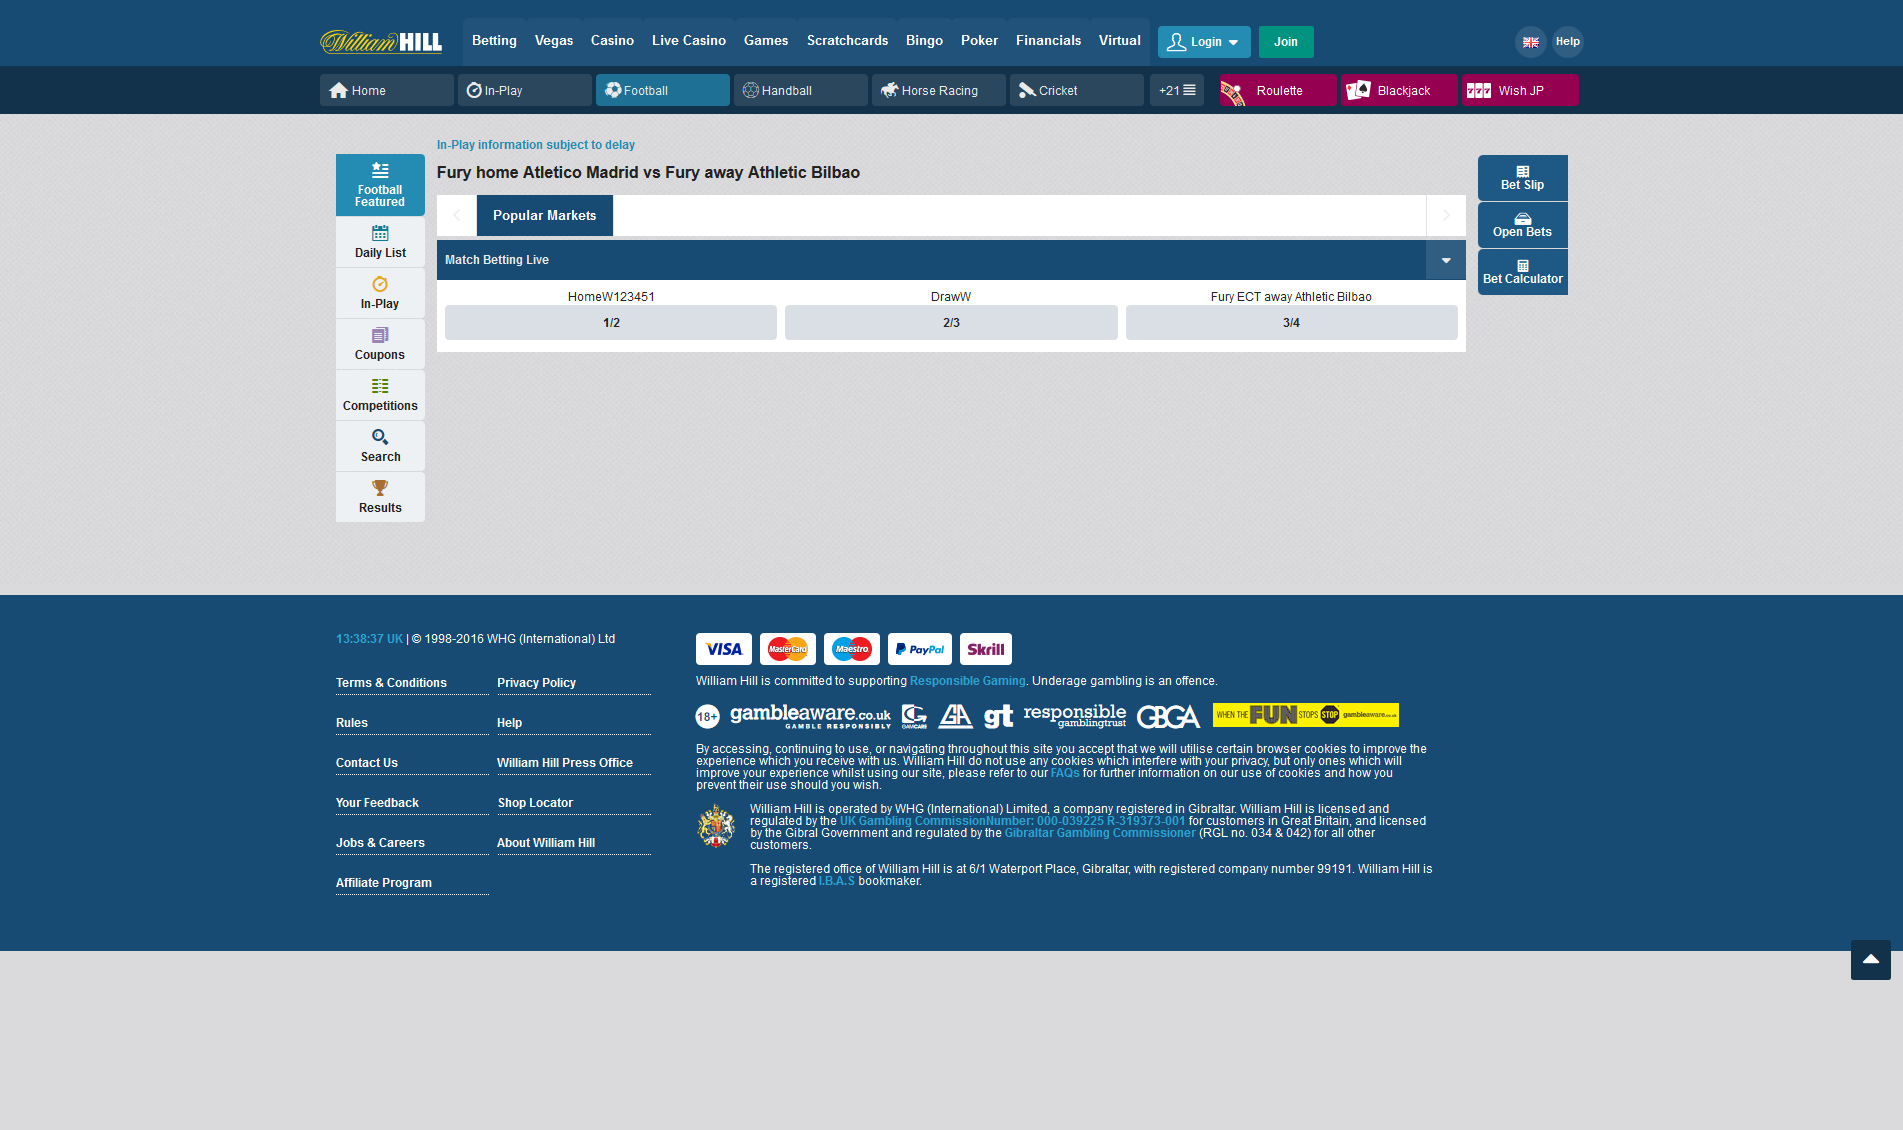 William HILL
Betting Vegas Casino Live Casino Games Scratchcards Bingo Poker Financials Virtual Login Join Help
Home In-Play Football Handball Horse Racing Cricket +21 Roulette 777 Blackjack Wish JP
In-Play information subject to delay
Fury home Atletico Madrid vs Fury away Athletic Bilbao
Popular Markets
Match Betting Live
HomeW123451 DrawW Fury ECT away Athletic Bilbao
1/2 2/3 3/4
Football
Featured
Daily List
In-Play
Coupons
Competitions
Search
Results
Bet Slip
Open Bets
Bet Calculator
13:38:37 UK | © 1998-2016 WHG (International) Ltd
Terms & Conditions Privacy Policy
Rules Help
Contact Us William Hill Press Office
Your Feedback Shop Locator
Jobs & Careers About William Hill
Affiliate Program
VISA MasterCard Maestro PayPal Skrill
William Hill is committed to supporting Responsible Gaming. Underage gambling is an offence.
18+ gambleaware.co.uk GAMBLE RESPONSIBLY GAMCARE GA gt responsible gamblingtrust GBGA WHEN THE FUN STOPS STOP gambleaware.co.uk
By accessing, continuing to use, or navigating throughout this site you accept that we will utilise certain browser cookies to improve the
experience which you receive with us. William Hill do not use any cookies which interfere with your privacy, but only ones which will
improve your experience whilst using our site, please refer to our FAQs for further information on our use of cookies and how you
prevent their use should you wish.
William Hill is operated by WHG (International) Limited, a company registered in Gibraltar. William Hill is licensed and
regulated by the UK Gambling CommissionNumber: 000-039225 R-319373-001 for customers in Great Britain, and licensed
by the Gibral Government and regulated by the Gibraltar Gambling Commissioner (RGL no. 034 & 042) for all other
customers.
The registered office of William Hill is at 6/1 Waterport Place, Gibraltar, with registered company number 99191. William Hill is
a registered I.B.A.S bookmaker.